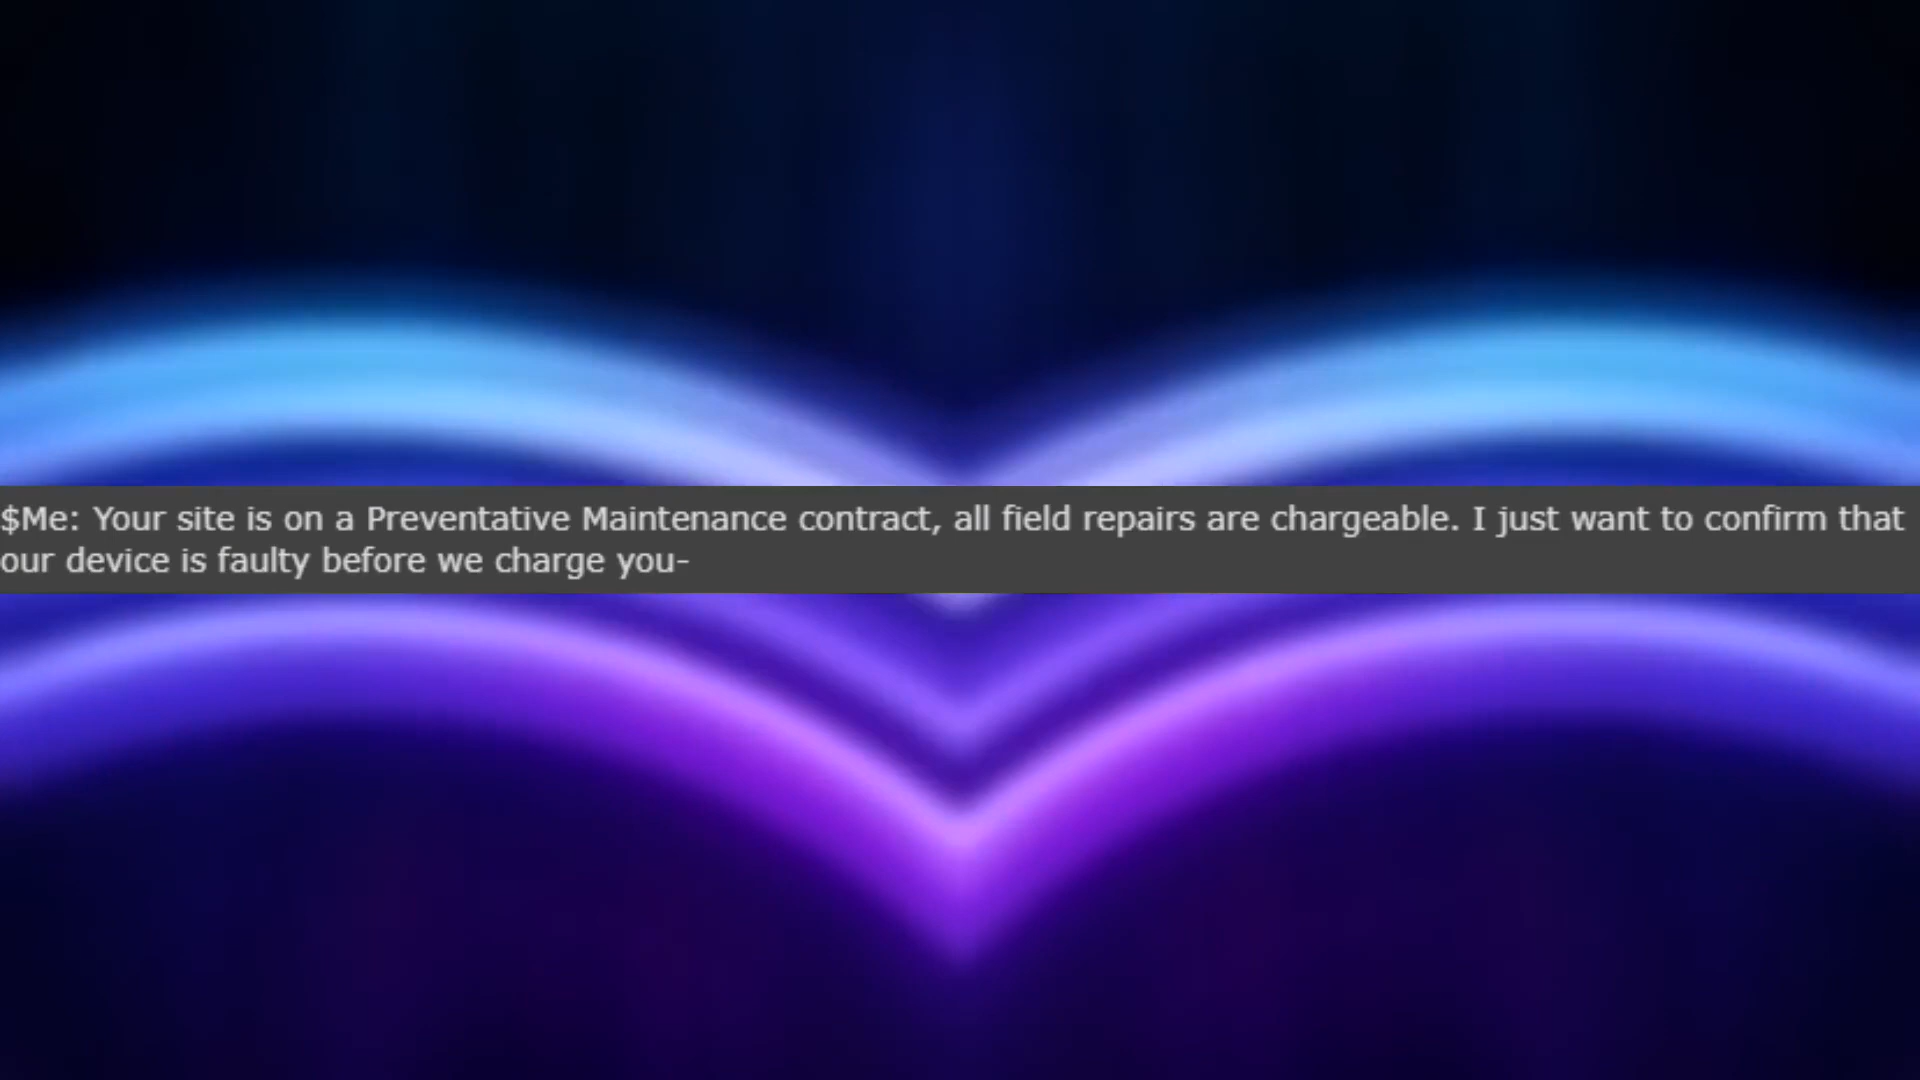 $Me: Your site is on a Preventative Maintenance contract, all field repairs are chargeable. I just want to confirm that
our device is faulty before we charge you-